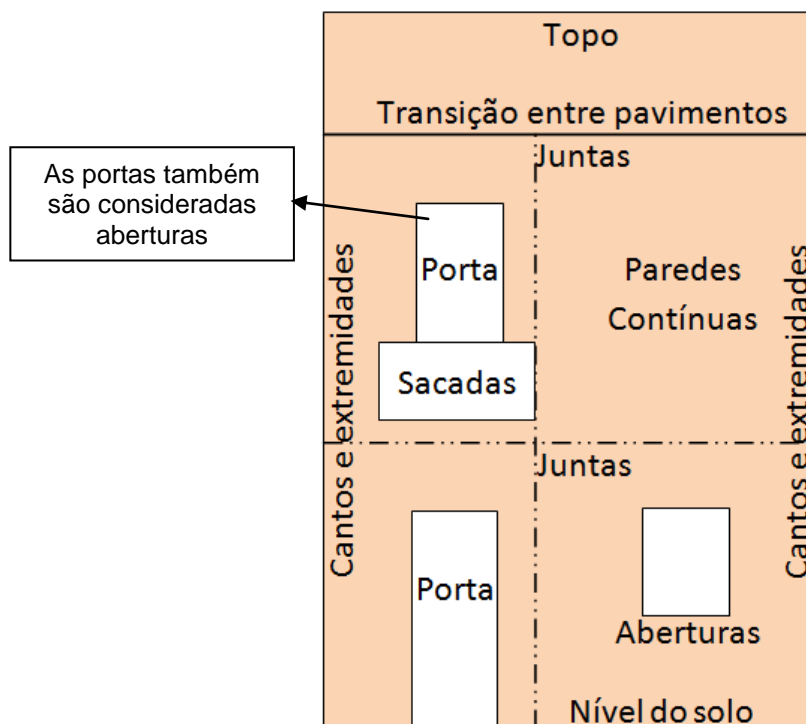 Topo
Transição entre pavimentos
Juntas
As portas também
são consideradas
aberturas
Porta
Paredes
Contínuas
Sacadas
Cantos e extremidades
Cantos e extremidades
Juntas
Porta
Aberturas
Nível do solo